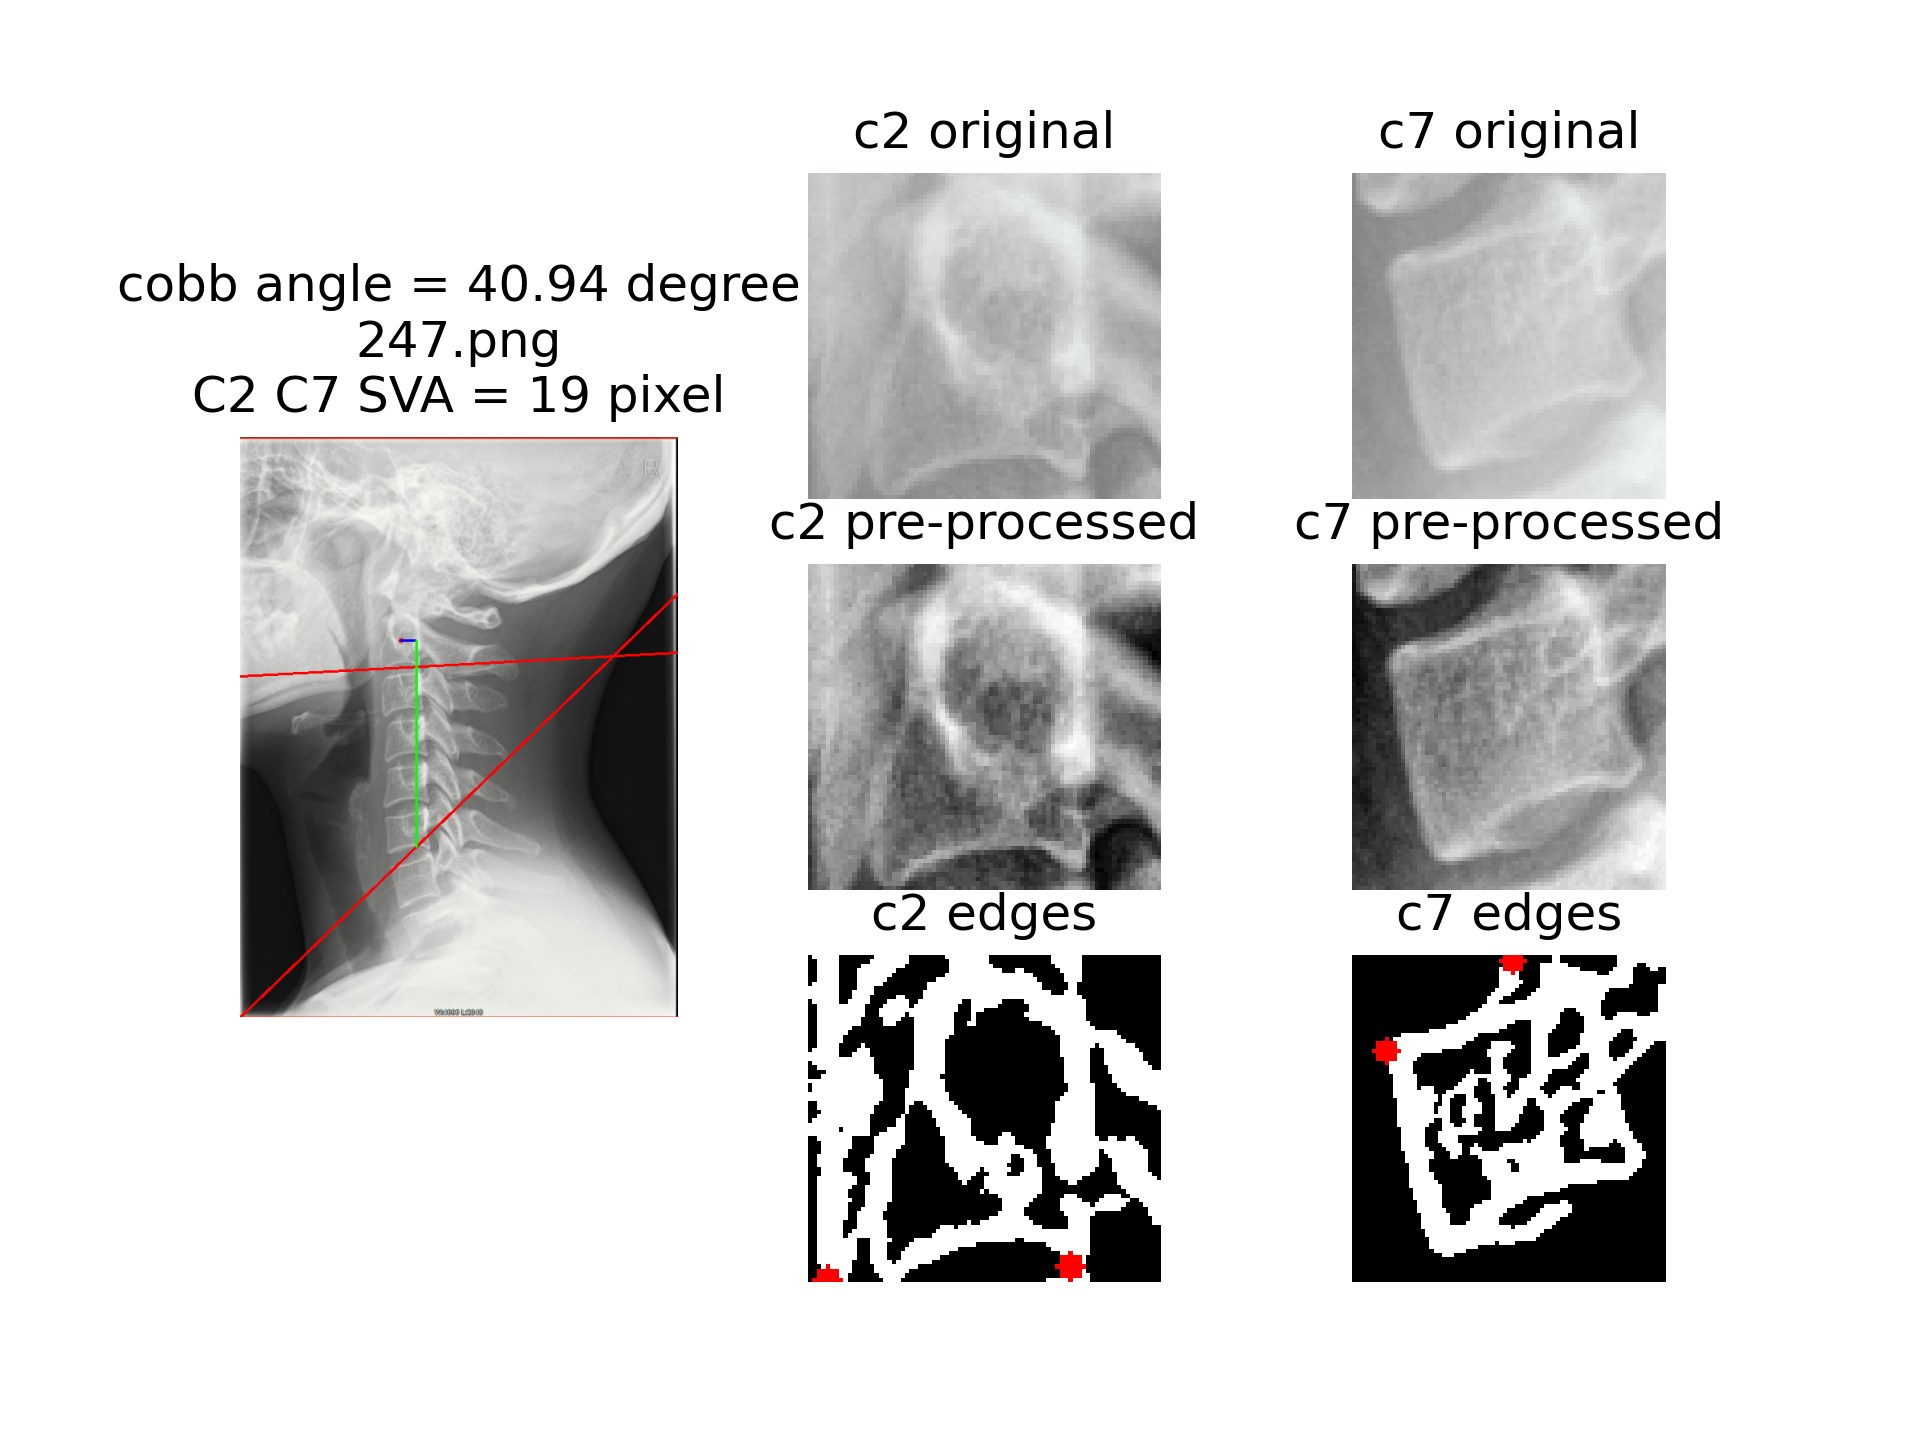 cobb angle = 40.94 degree
247.png
C2 C7 SVA = 19 pixel
R
c2 original
c7 original
c2 pre-processed
c7 pre-processed
c2 edges
c7 edges